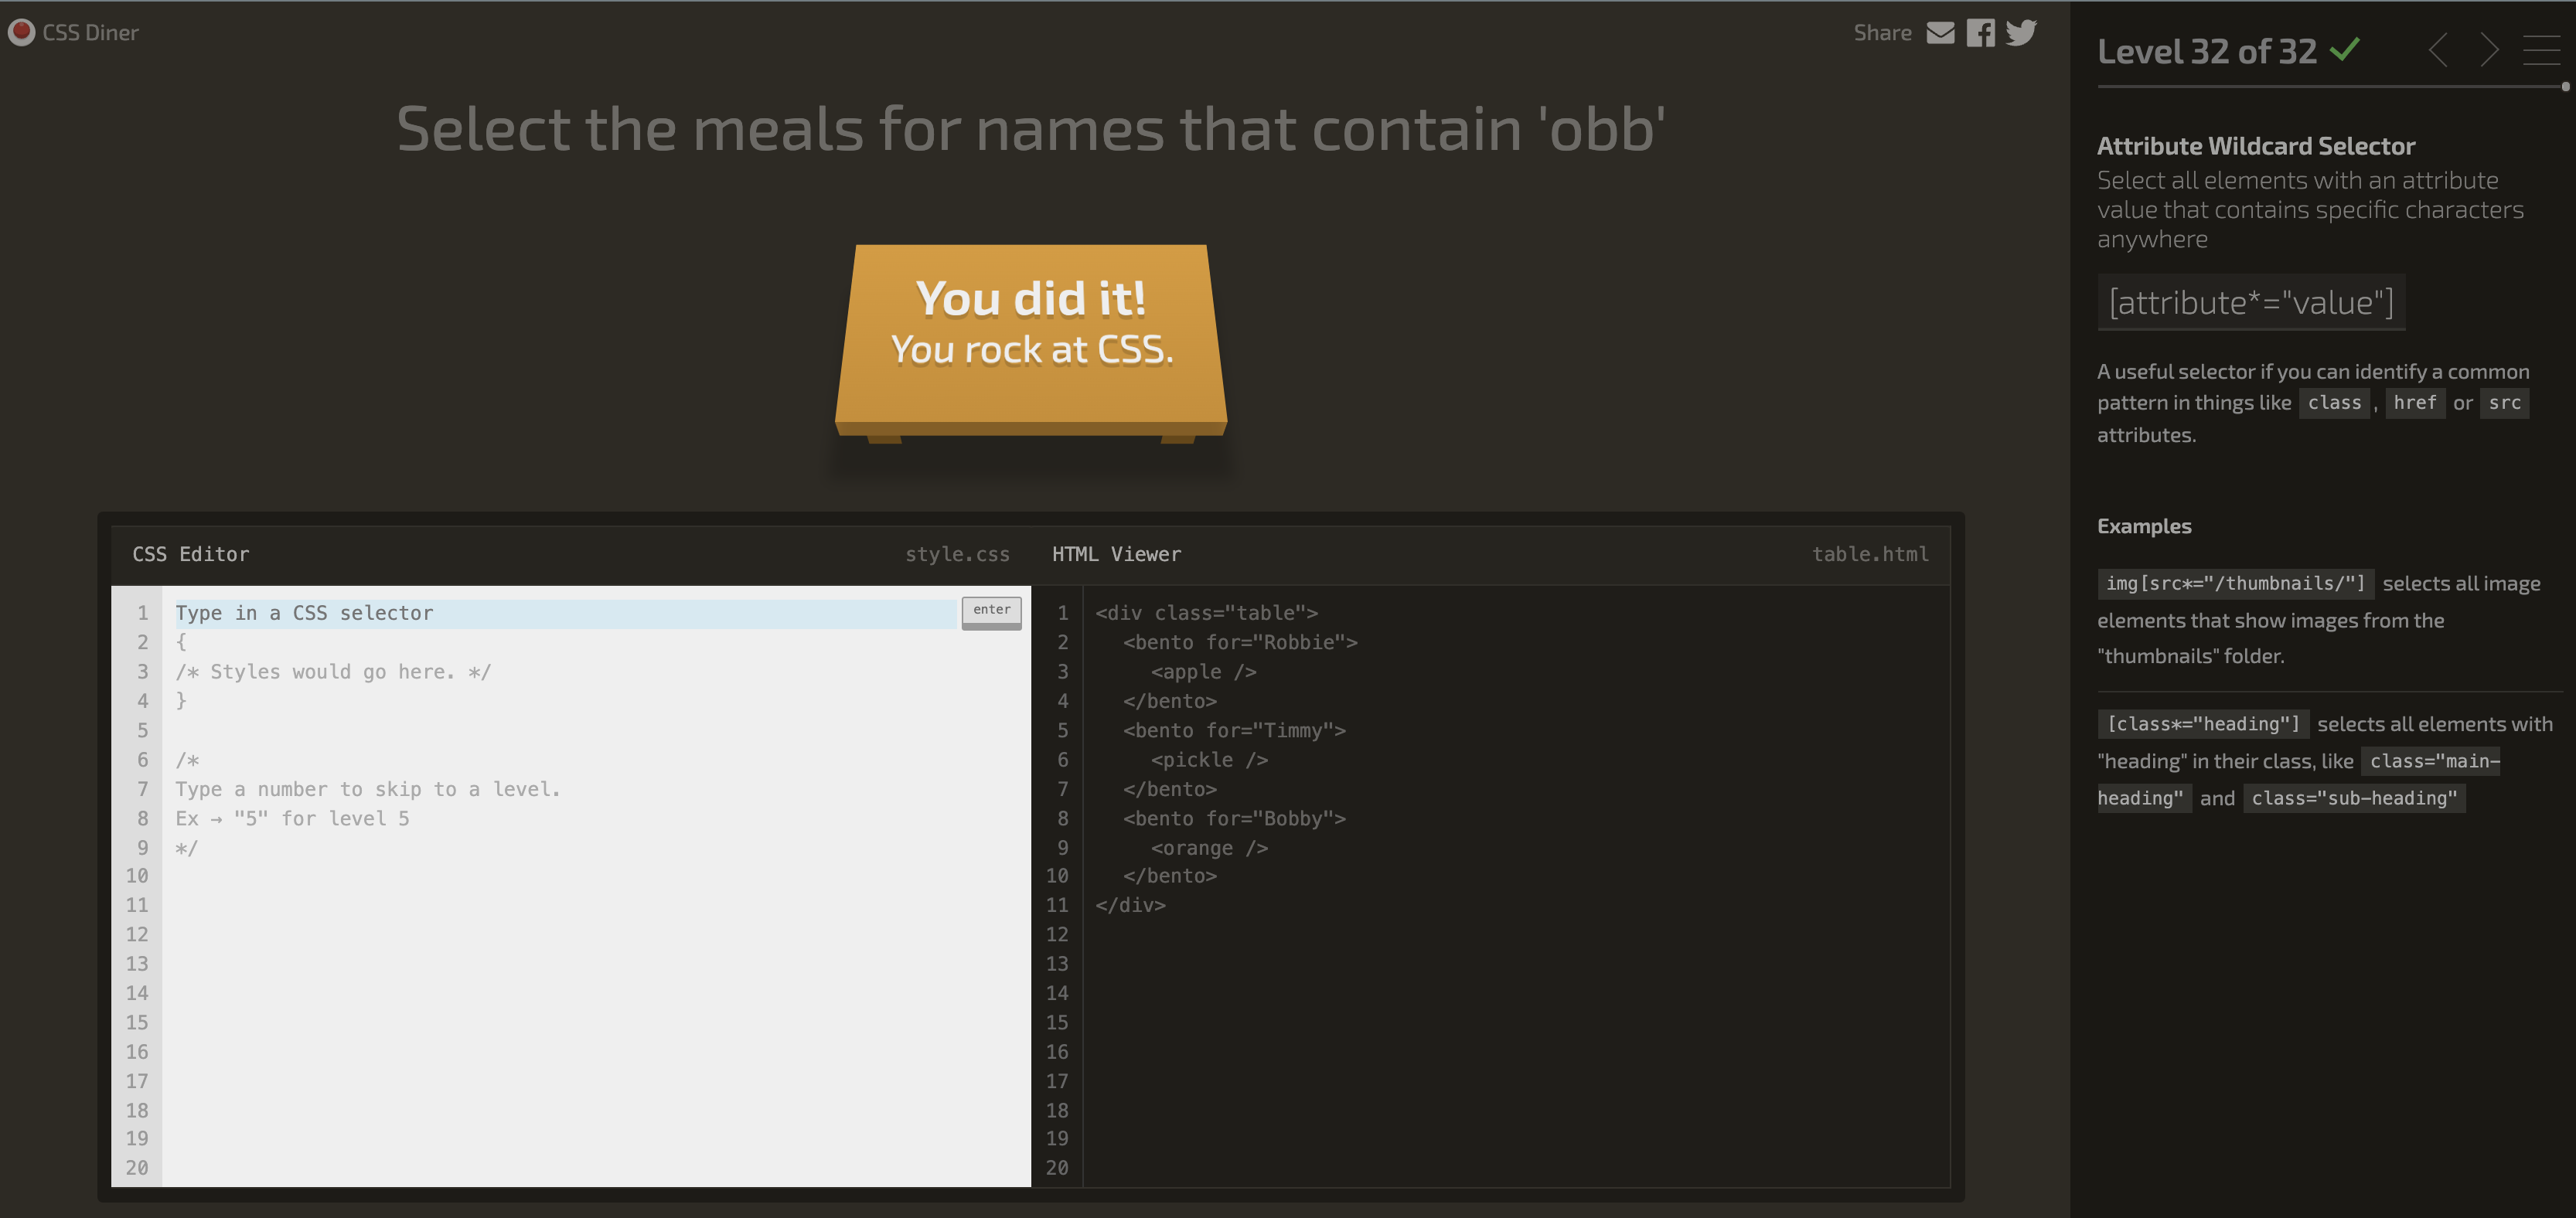 CSS Diner
Share
Select the meals for names that contain 'obb'
You did it!
You rock at CSS.
CSS Editor style.css
1 Type in a CSS selector enter
2 {
3 /* Styles would go here. */
4 }
5
6 /*
7 Type a number to skip to a level.
8 Ex → "5" for level 5
9 */
10
11
12
13
14
15
16
17
18
19
20
HTML Viewer table.html
1 <div class="table">
2 <bento for="Robbie">
3 <apple />
4 </bento>
5 <bento for="Timmy">
6 <pickle />
7 </bento>
8 <bento for="Bobby">
9 <orange />
10 </bento>
11 </div>
12
13
14
15
16
17
18
19
20
Level 32 of 32
Attribute Wildcard Selector
Select all elements with an attribute
value that contains specific characters
anywhere
[attribute*="value"]
A useful selector if you can identify a common
pattern in things like class , href or src
attributes.
Examples
img[src*="/thumbnails/"] selects all image
elements that show images from the
"thumbnails" folder.
[class*="heading"] selects all elements with
"heading" in their class, like class="main-
heading" and class="sub-heading"